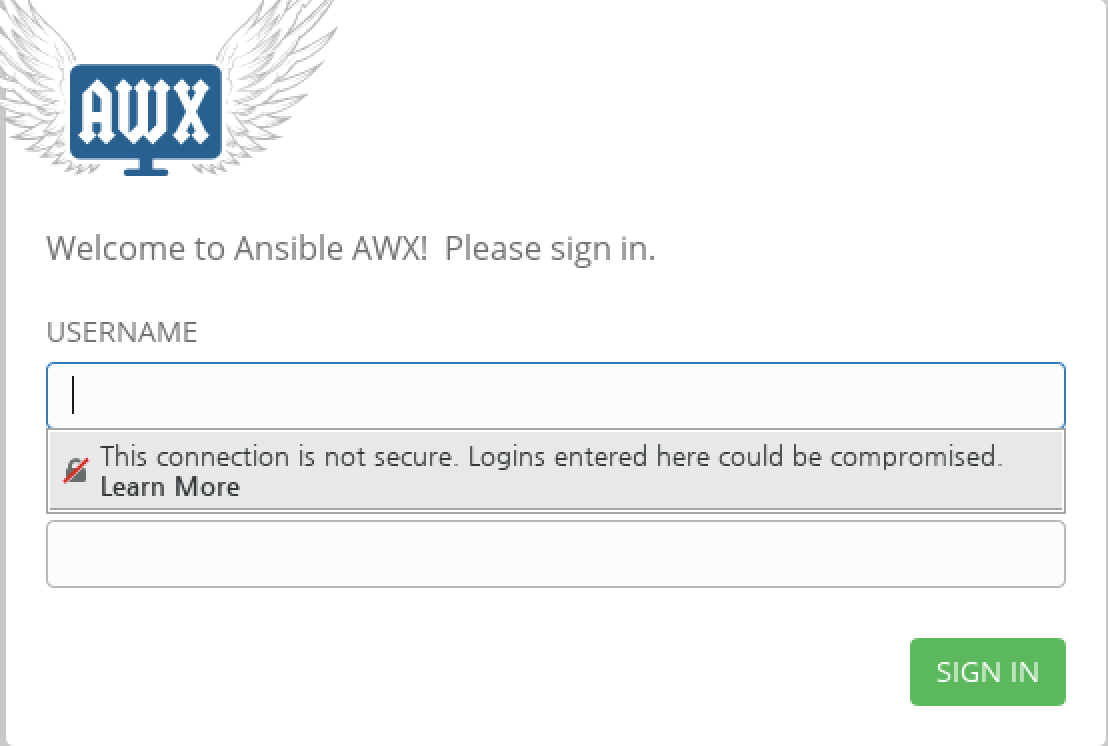 AWX
Welcome to Ansible AWX! Please sign in.
USERNAME
This connection is not secure. Logins entered here could be compromised.
Learn More
SIGN IN